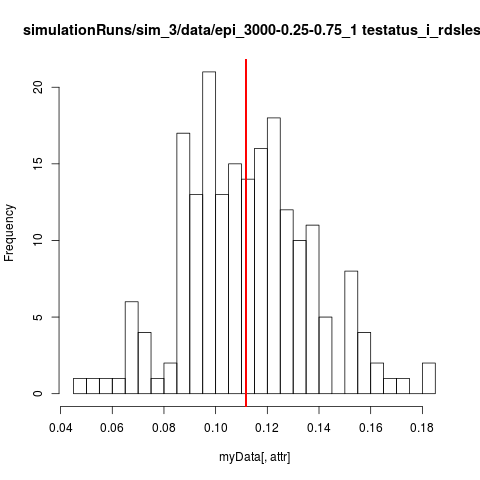 simulationRuns/sim_3/data/epi_3000-0.25-0.75_1 testatus_i_rdsles
Frequency
20
15
10
5
0
0.04 0.06 0.08 0.10 0.12 0.14 0.16 0.18
myData[, attr]